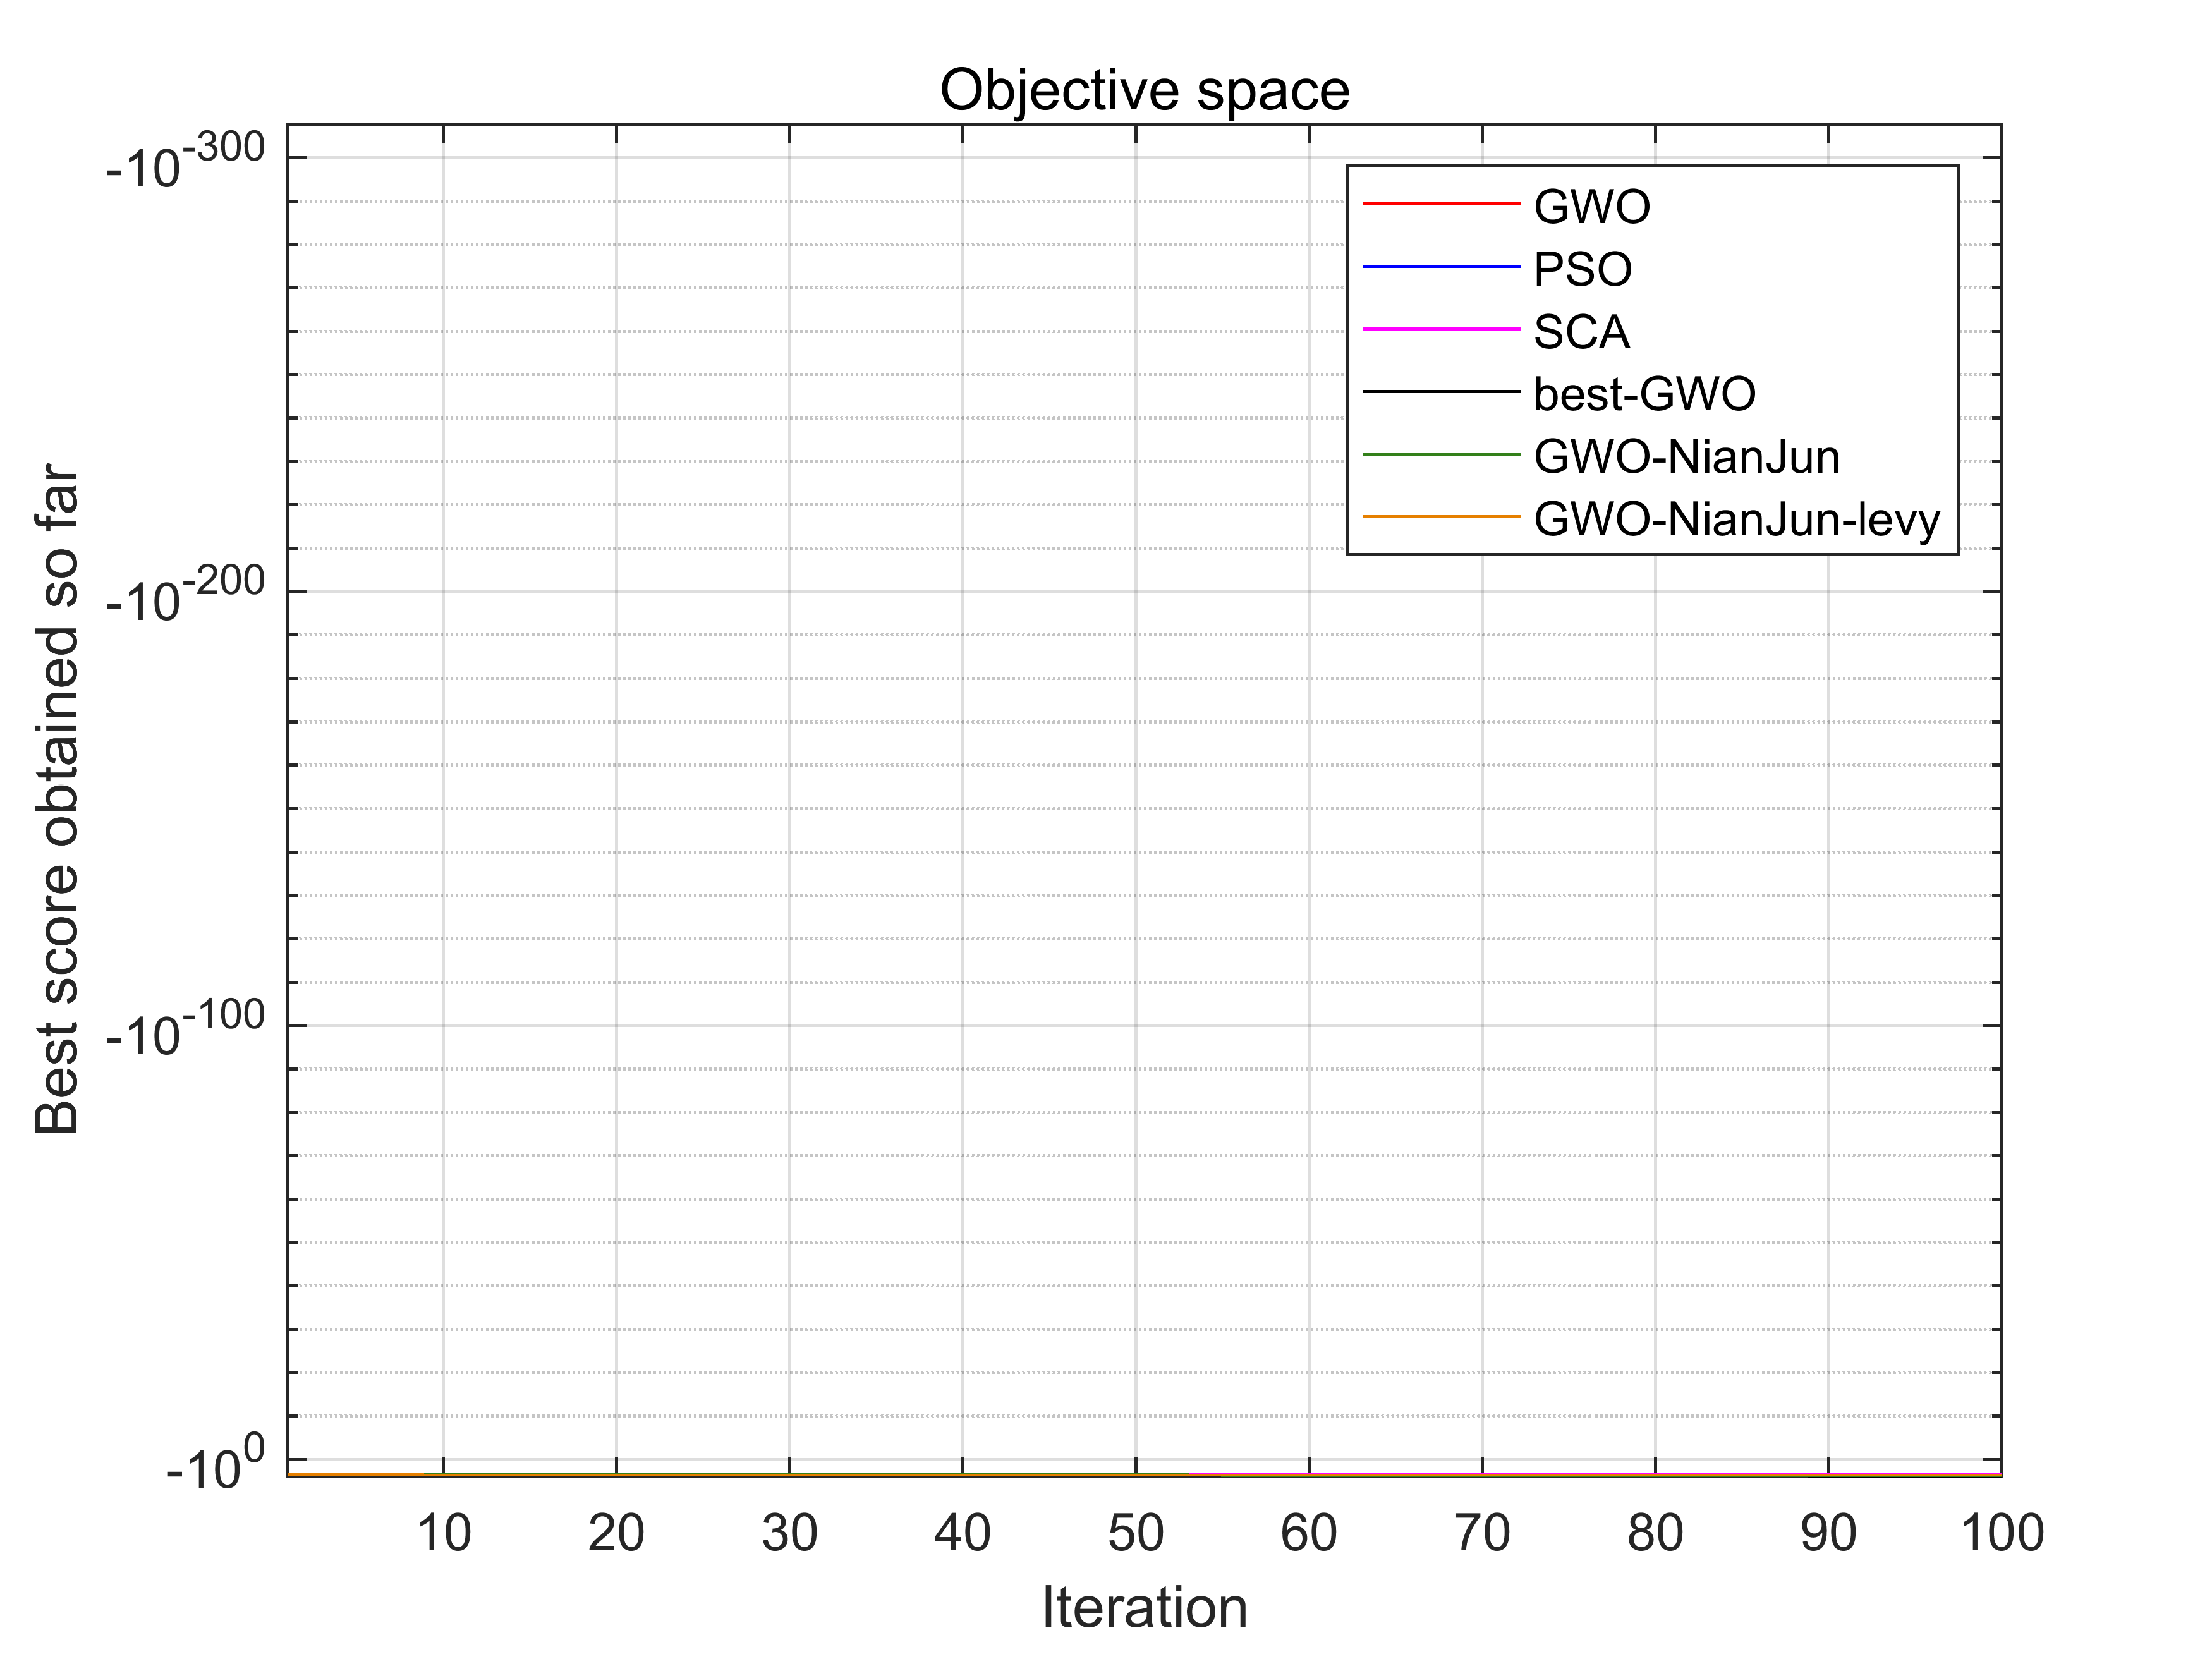 Objective space
-10^-300
-10^-200
-10^-100
-10^0
Best score obtained so far
GWO
PSO
SCA
best-GWO
GWO-NianJun
GWO-NianJun-levy
10 20 30 40 50 60 70 80 90 100
Iteration